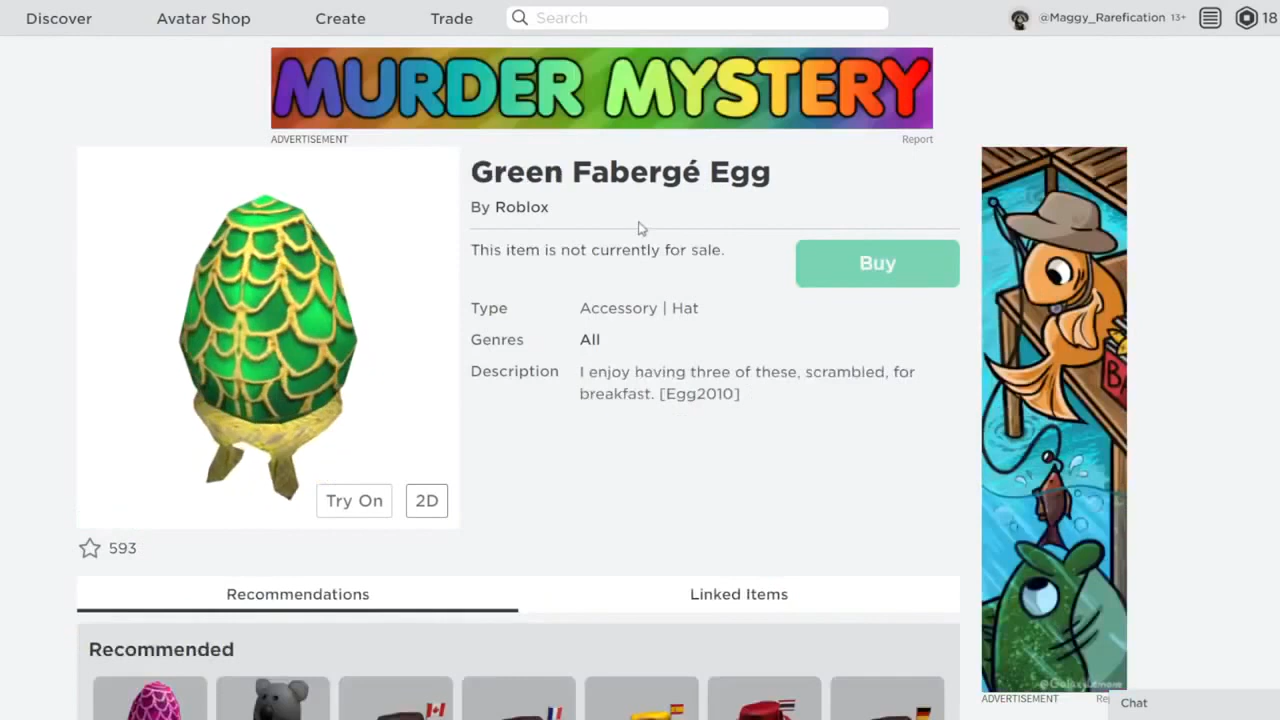 Discover Avatar Shop Create Trade Search @Maggy_Rarefication 13+ 18
MURDER MYSTERY
ADVERTISEMENT Report
Green Fabergé Egg
By Roblox
This item is not currently for sale.
Buy
Type Accessory | Hat
Genres All
Description I enjoy having three of these, scrambled, for
breakfast. [Egg2010]
Try On 2D
593
Recommendations Linked Items
Recommended
BA
ADVERTISEMENT Re
Chat